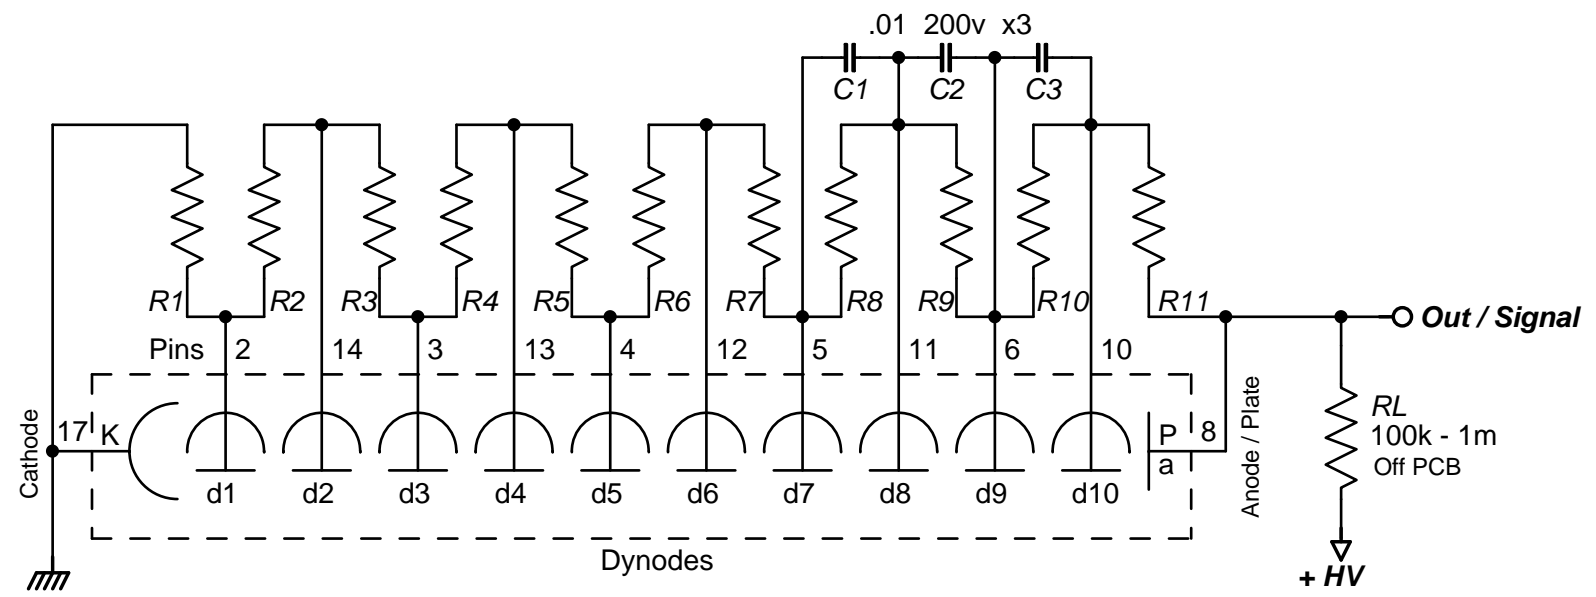 .01 200v x3
C1 C2 C3
R1 R2 R3 R4 R5 R6 R7 R8 R9 R10 R11
Out / Signal
Pins 2 14 3 13 4 12 5 11 6 10
Cathode
17 K
P 8
a
Anode / Plate
RL
100k - 1m
Off PCB
d1 d2 d3 d4 d5 d6 d7 d8 d9 d10
Dynodes
+ HV